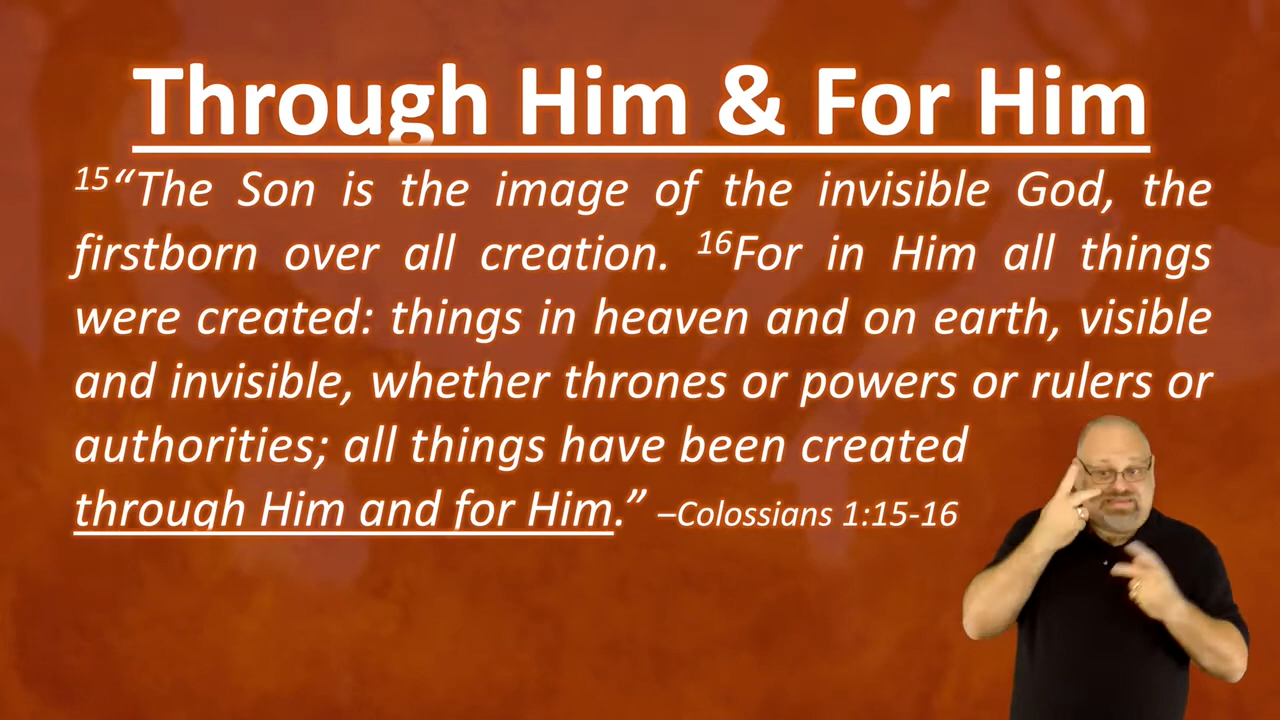 Through Him & For Him
15“The Son is the image of the invisible God, the
firstborn over all creation. 16For in Him all things
were created: things in heaven and on earth, visible
and invisible, whether thrones or powers or rulers or
authorities; all things have been created
through Him and for Him.” –Colossians 1:15-16